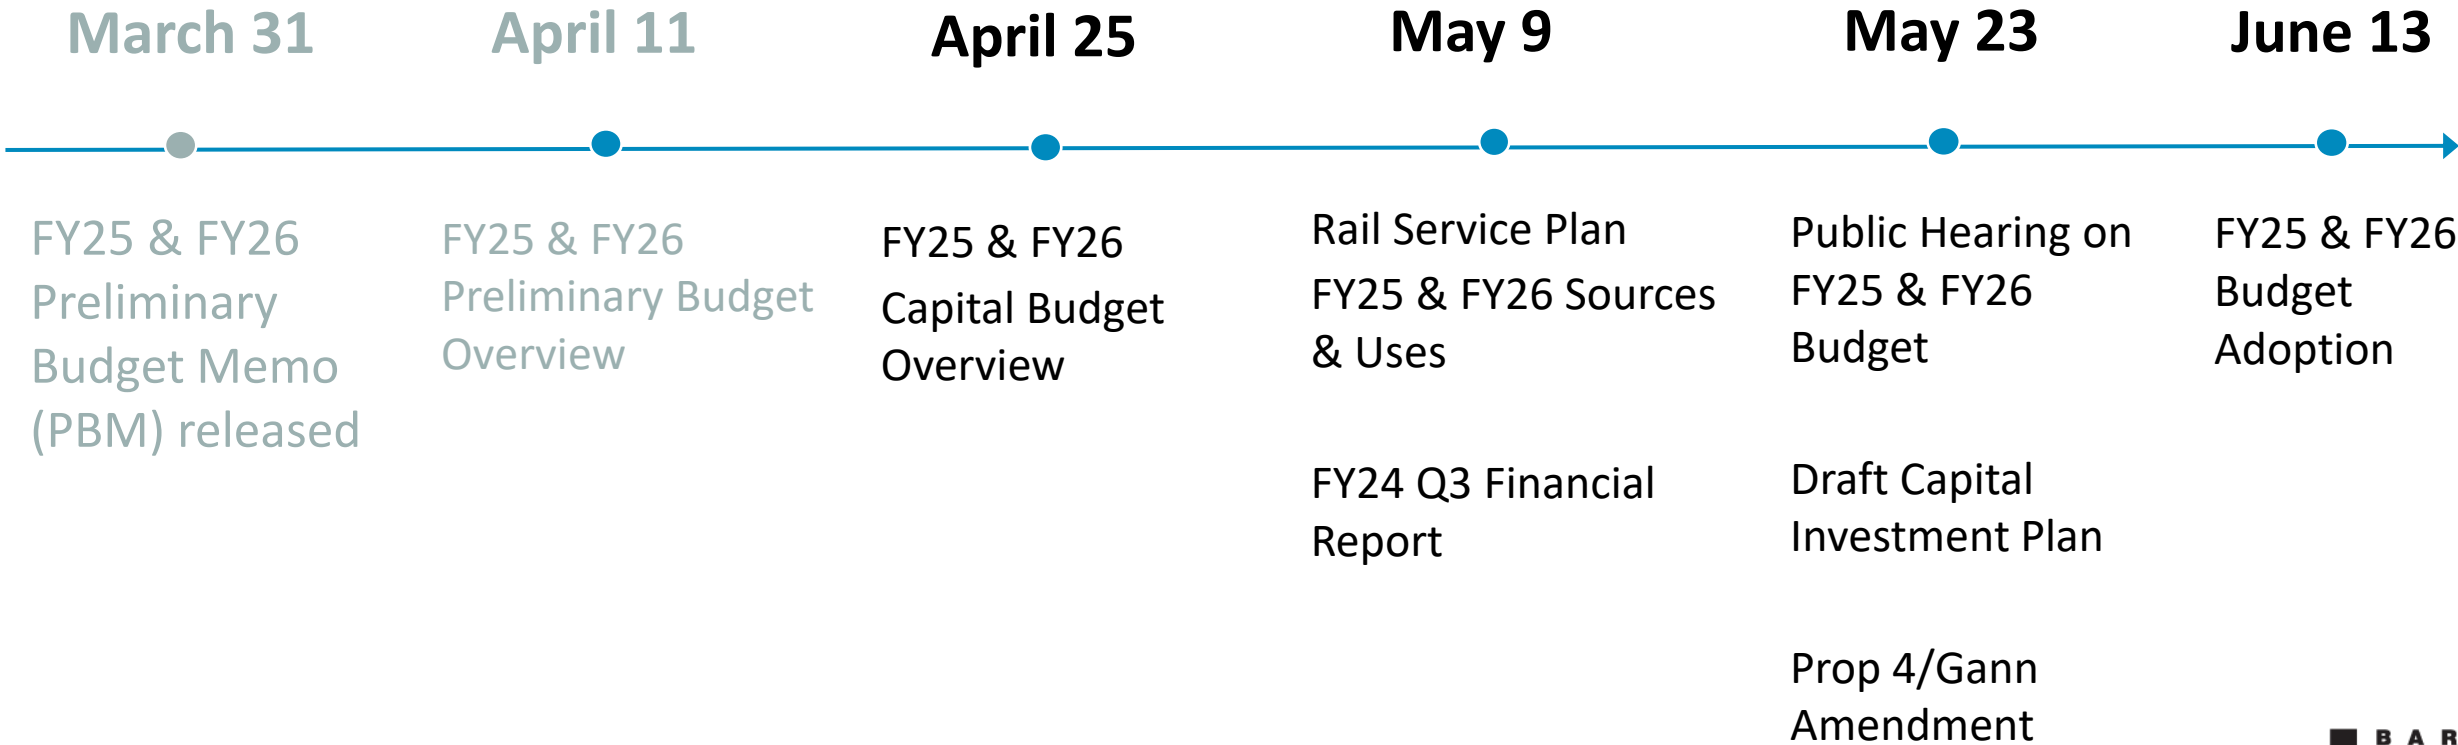 March 31
April 11
April 25
May 9
May 23
June 13
FY25 & FY26
Preliminary
Budget Memo
(PBM) released
FY25 & FY26
Preliminary Budget
Overview
FY25 & FY26
Capital Budget
Overview
Rail Service Plan
FY25 & FY26 Sources
& Uses
FY24 Q3 Financial
Report
Public Hearing on
FY25 & FY26
Budget
Draft Capital
Investment Plan
Prop 4/Gann
Amendment
FY25 & FY26
Budget
Adoption
B A R